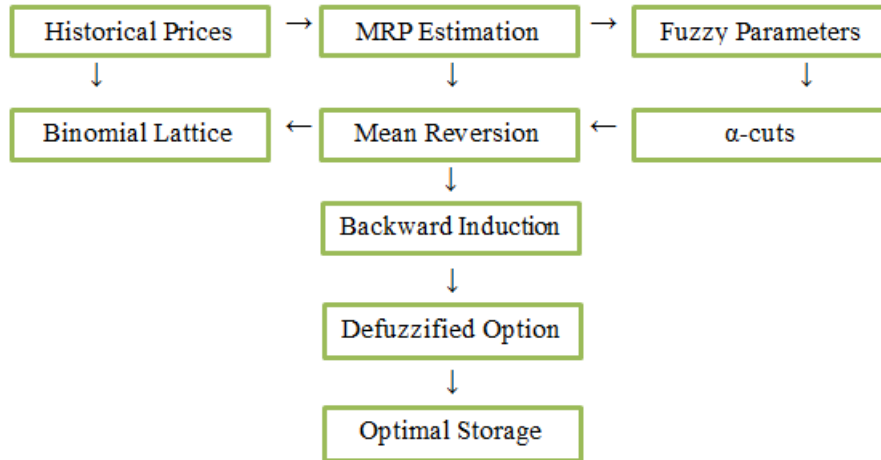 Historical Prices → MRP Estimation → Fuzzy Parameters
↓ ↓ ↓
Binomial Lattice ← Mean Reversion ← α-cuts
↓
Backward Induction
↓
Defuzzified Option
↓
Optimal Storage